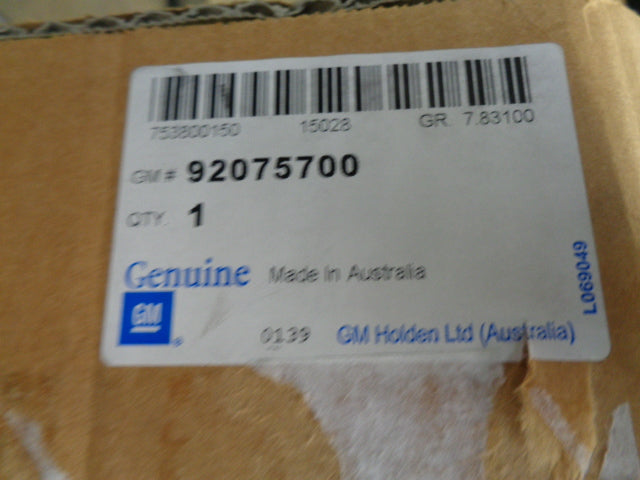 753800150 15028 GR. 7.83100
GM # 92075700
QTY. 1
Genuine Made In Australia
GM ®
0139 GM Holden Ltd (Australia)
L069049